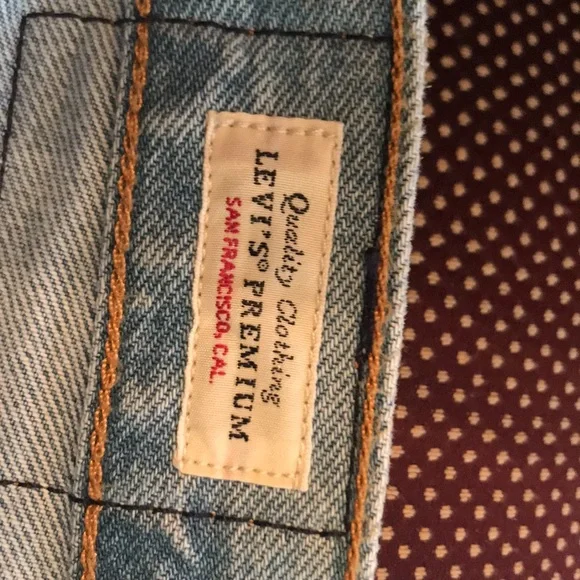 Quality Clothing
LEVI'S® PREMIUM
SAN FRANCISCO, CAL.